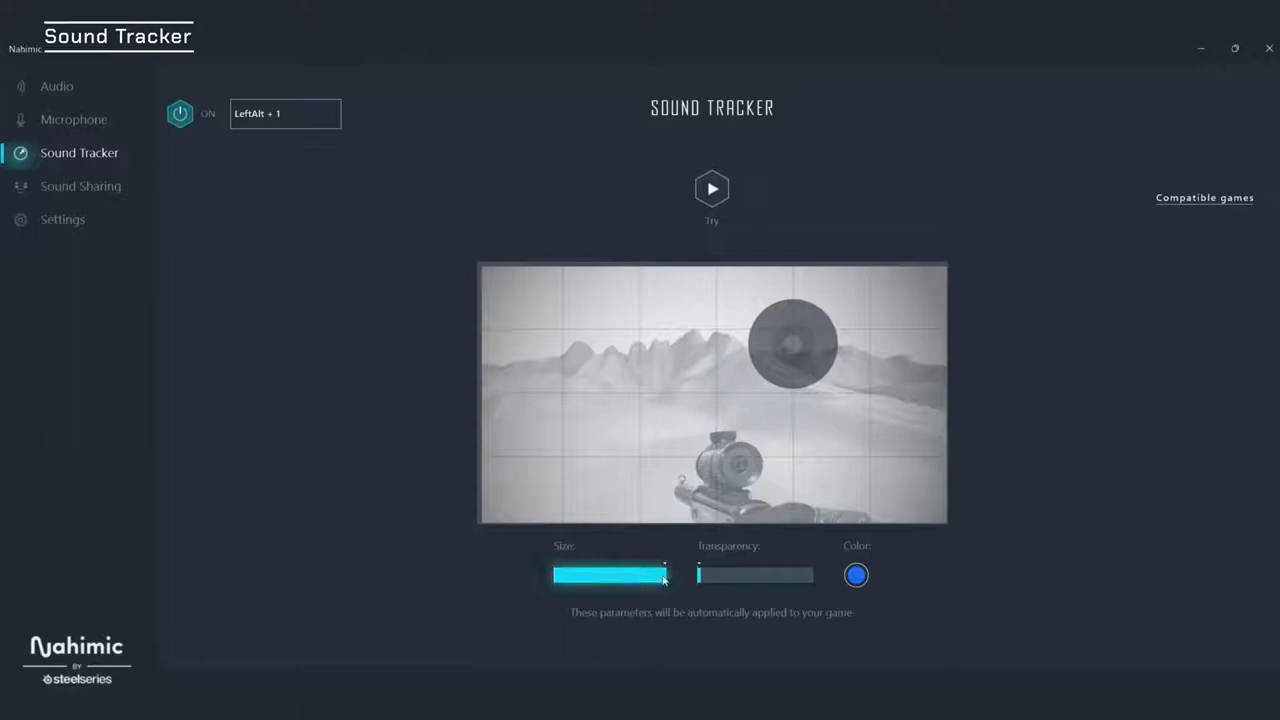 Sound Tracker
Nahimic
Audio
Microphone
Sound Tracker
Sound Sharing
Settings
ON
LeftAlt + 1
SOUND TRACKER
Try
Compatible games
Size:
Transparency:
Color:
These parameters will be automatically applied to your game.
Nahimic
BY
steelseries